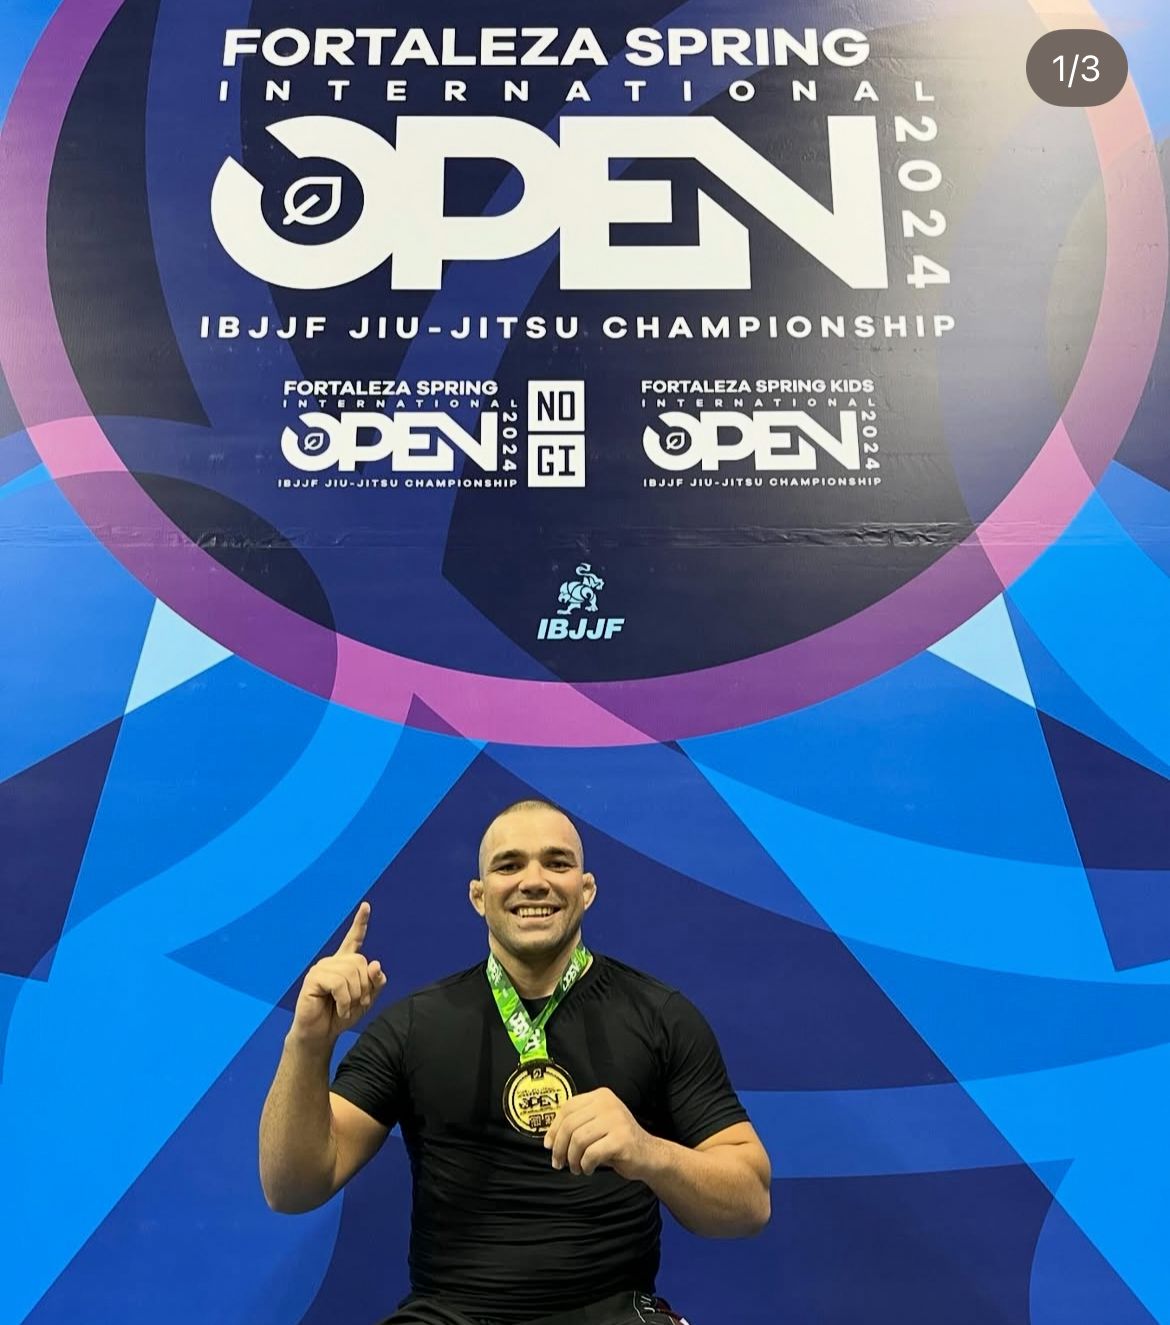 1/3
FORTALEZA SPRING
INTERNATIONAL
OPEN
2024
IBJJF JIU-JITSU CHAMPIONSHIP
FORTALEZA SPRING
INTERNATIONAL
OPEN
2024
IBJJF JIU-JITSU CHAMPIONSHIP
NO
GI
FORTALEZA SPRING KIDS
INTERNATIONAL
OPEN
2024
IBJJF JIU-JITSU CHAMPIONSHIP
IBJJF
OPEN